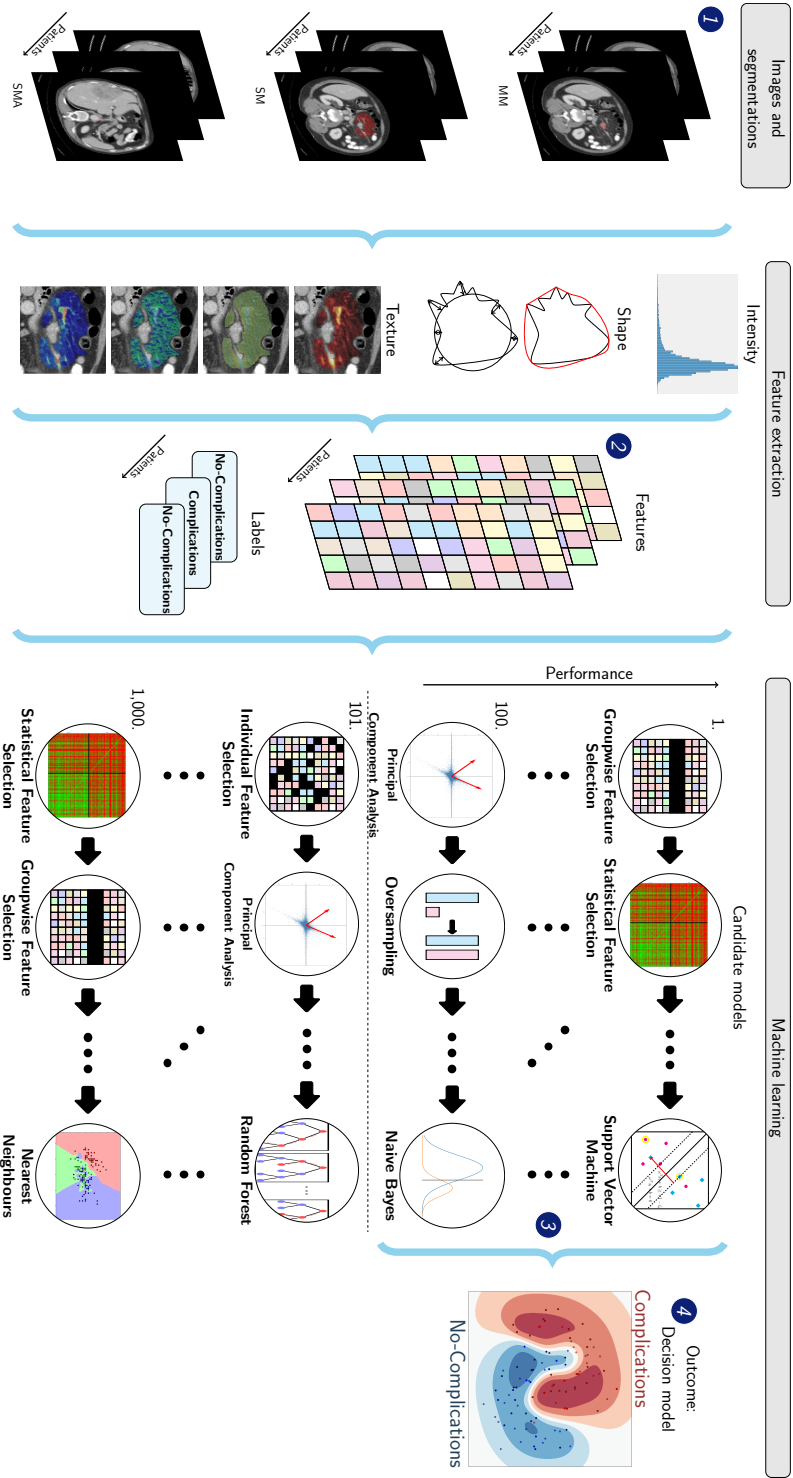 Images and
segmentations
Feature extraction
Machine learning
1
MM
Patients
SM
Patients
SMA
Patients
Intensity
Shape
Texture
2
Features
Patients
Labels
No-Complications
Complications
No-Complications
Patients
Candidate models
Performance
1.
Groupwise Feature
Selection
Statistical Feature
Selection
Support Vector
Machine
100.
Principal
Component Analysis
Oversampling
Naive Bayes
101.
Individual Feature
Selection
Principal
Component Analysis
Random Forest
...
1,000.
Statistical Feature
Selection
Groupwise Feature
Selection
Nearest
Neighbours
3
4
Outcome:
Decision model
Complications
No-Complications